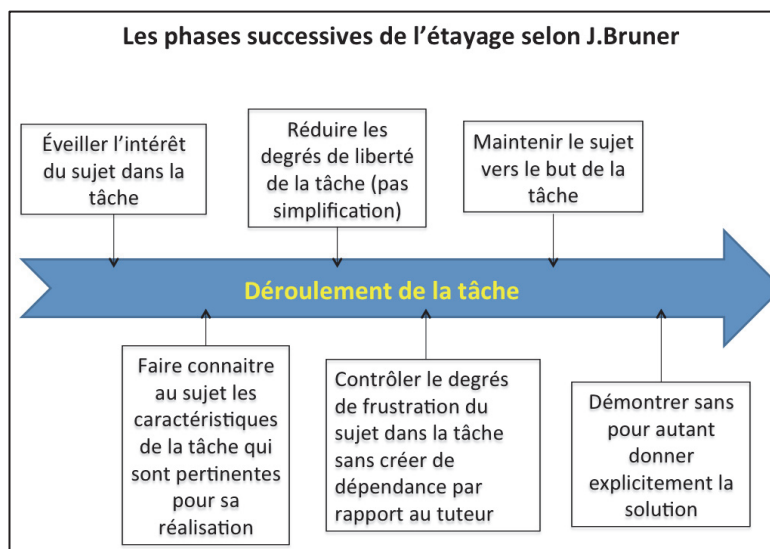 Les phases successives de l’étayage selon J.Bruner
Éveiller l’intérêt
du sujet dans la
tâche
Réduire les
degrés de liberté
de la tâche (pas
simplification)
Maintenir le sujet
vers le but de la
tâche
Déroulement de la tâche
Faire connaitre
au sujet les
caractéristiques
de la tâche qui
sont pertinentes
pour sa
réalisation
Contrôler le degrés
de frustration du
sujet dans la tâche
sans créer de
dépendance par
rapport au tuteur
Démontrer sans
pour autant
donner
explicitement la
solution